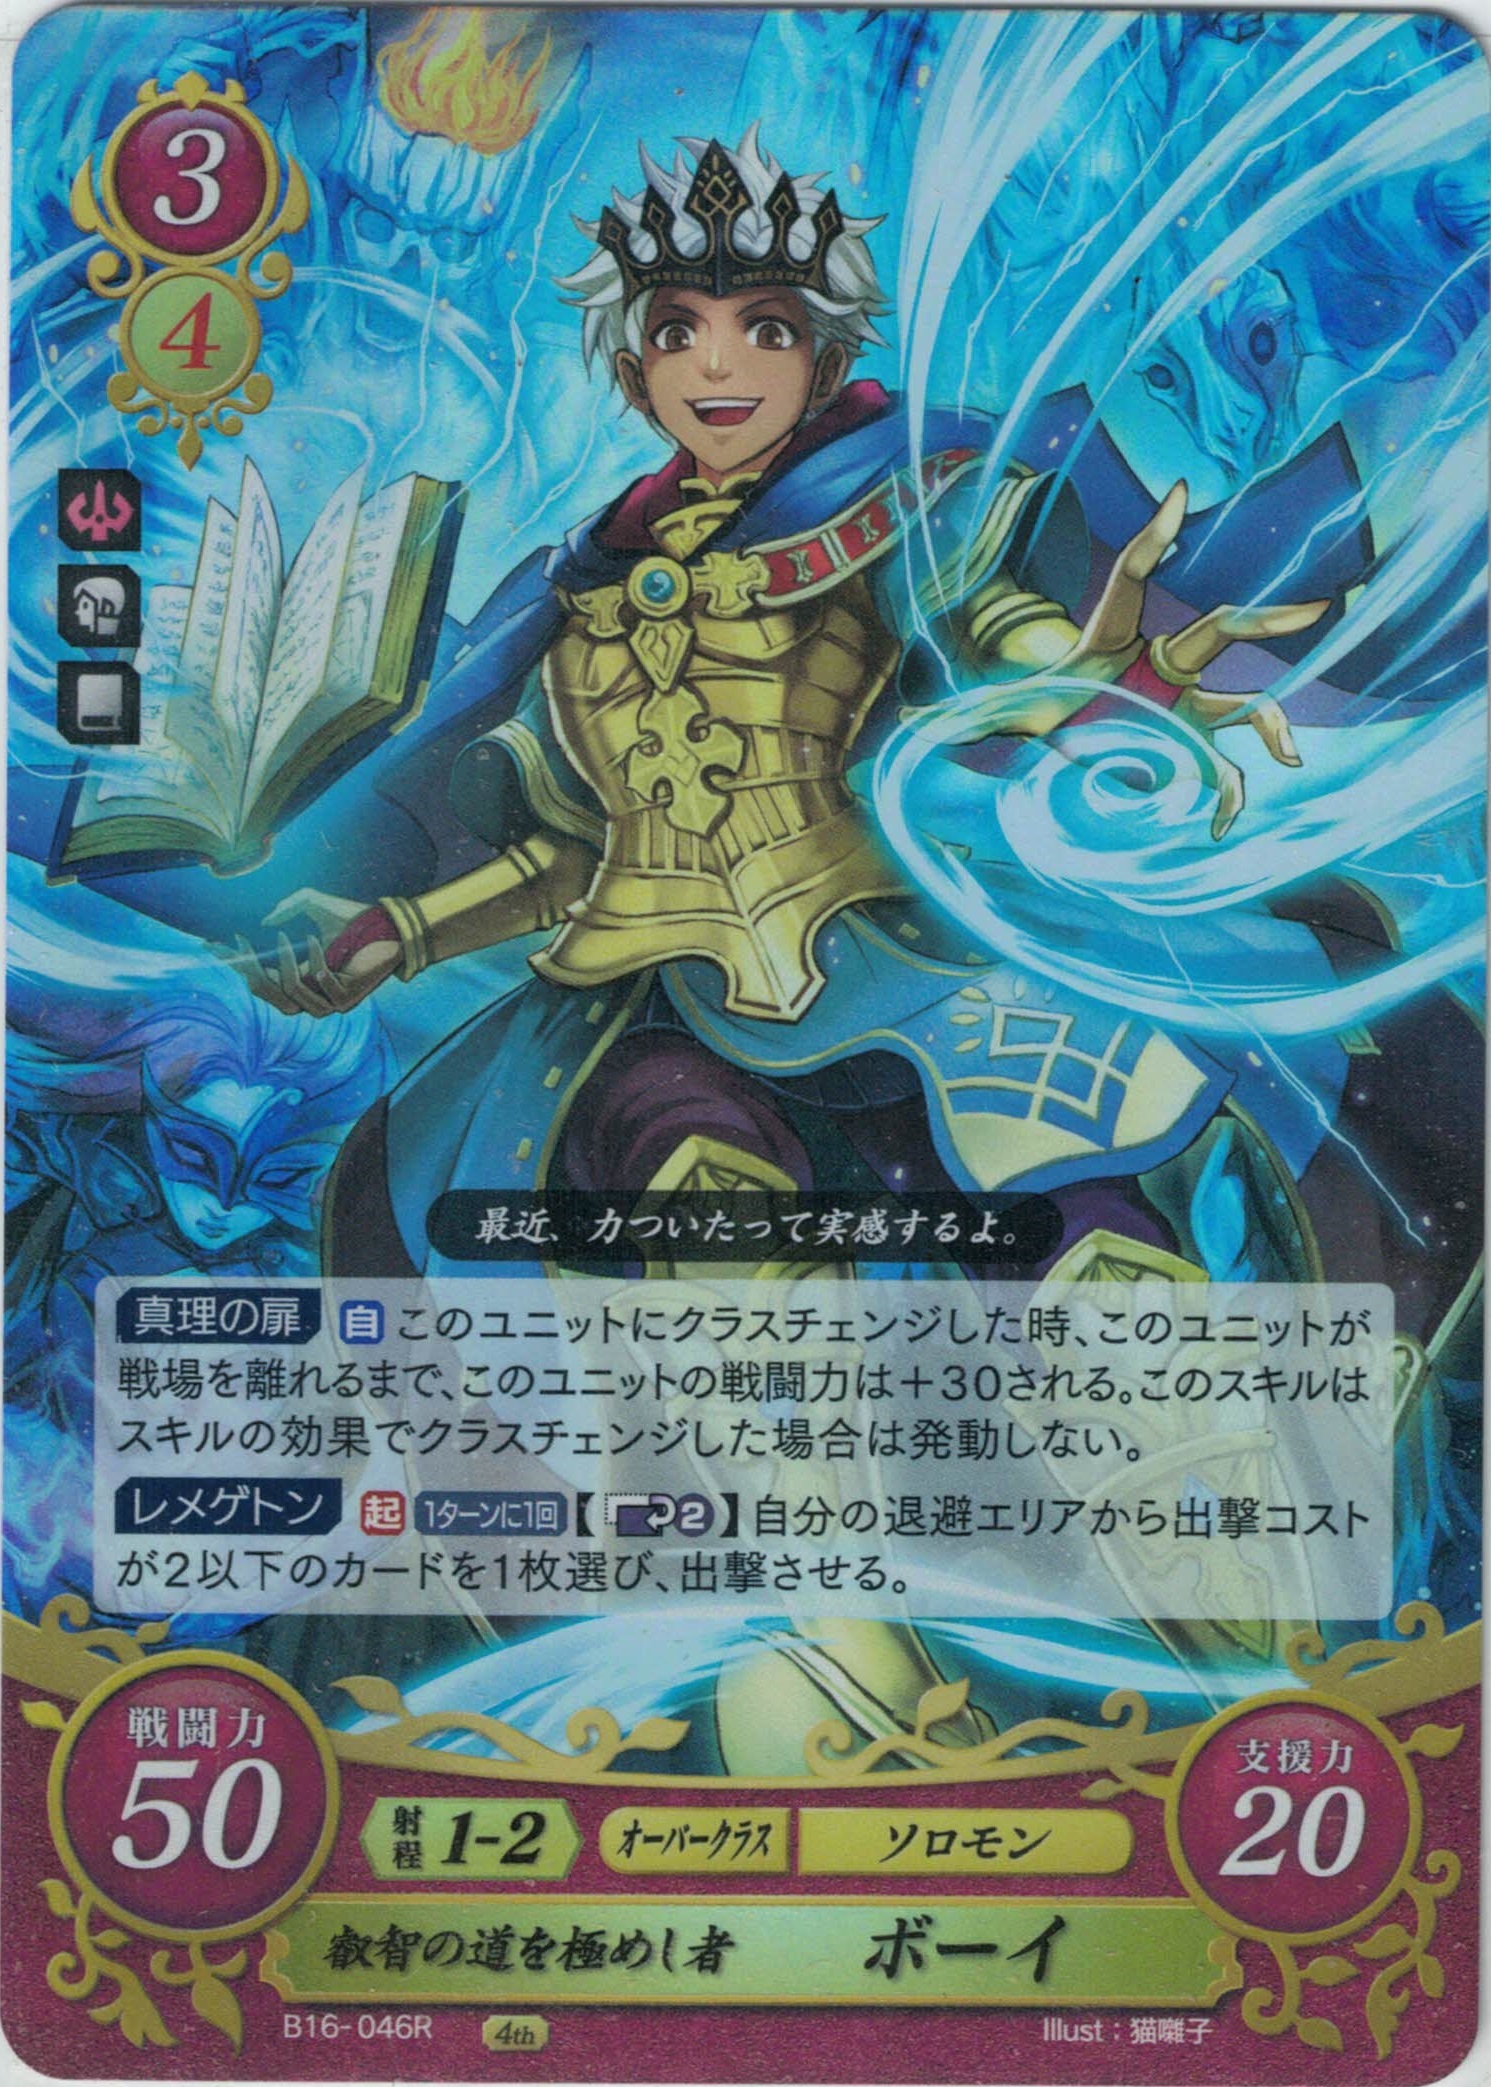 3
4
最近、力ついたって実感するよ。
真理の扉 自 このユニットにクラスチェンジした時、このユニットが
戦場を離れるまで、このユニットの戦闘力は+30される。このスキルは
スキルの効果でクラスチェンジした場合は発動しない。
レメゲトン 起 1ターンに1回【2】自分の退避エリアから出撃コスト
が2以下のカードを1枚選び、出撃させる。
戦闘力
50
射程 1-2 オーバークラス ソロモン
支援力
20
叡智の道を極めし者 ボーイ
B16-046R 4th Illust：猫囃子